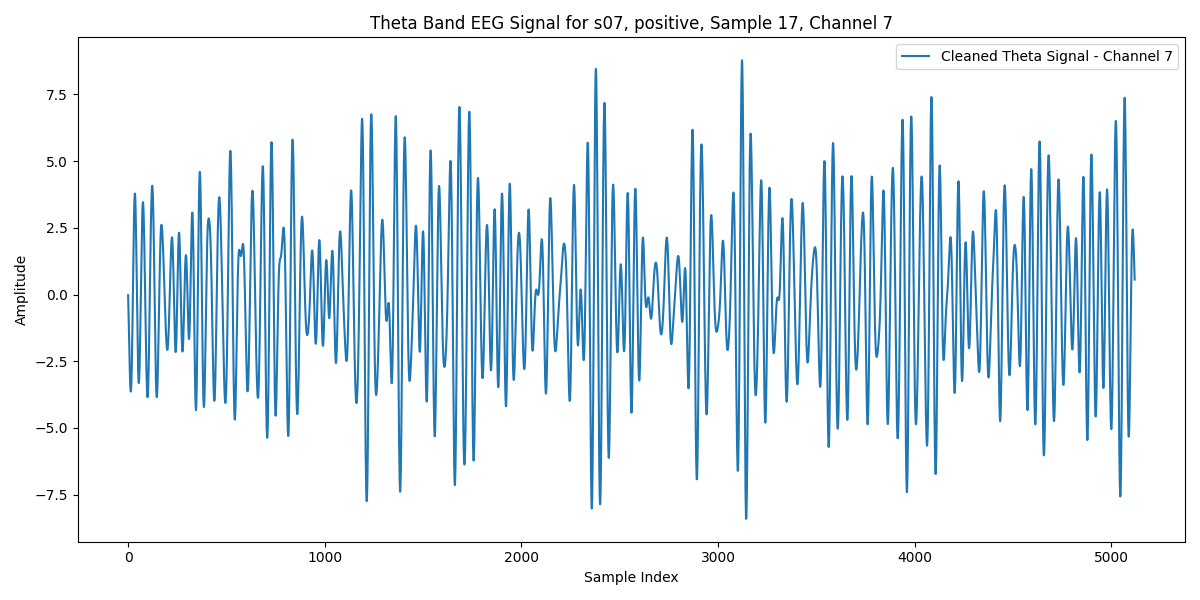 Theta Band EEG Signal for s07, positive, Sample 17, Channel 7
Cleaned Theta Signal - Channel 7
Amplitude
7.5
5.0
2.5
0.0
−2.5
−5.0
−7.5
0 1000 2000 3000 4000 5000
Sample Index